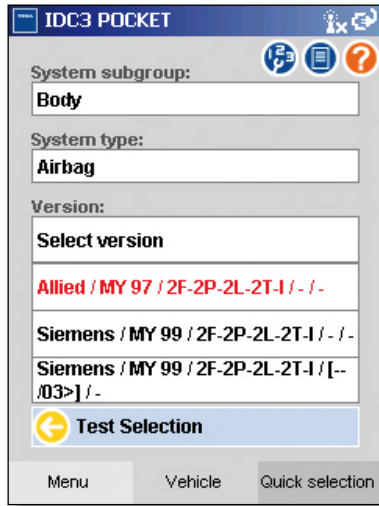 TEXA IDC3 POCKET
System subgroup:
Body
System type:
Airbag
Version:
Select version
Allied / MY 97 / 2F-2P-2L-2T-I / - / -
Siemens / MY 99 / 2F-2P-2L-2T-I / - / -
Siemens / MY 99 / 2F-2P-2L-2T-I / [--
/03>] / -
Test Selection
Menu Vehicle Quick selection